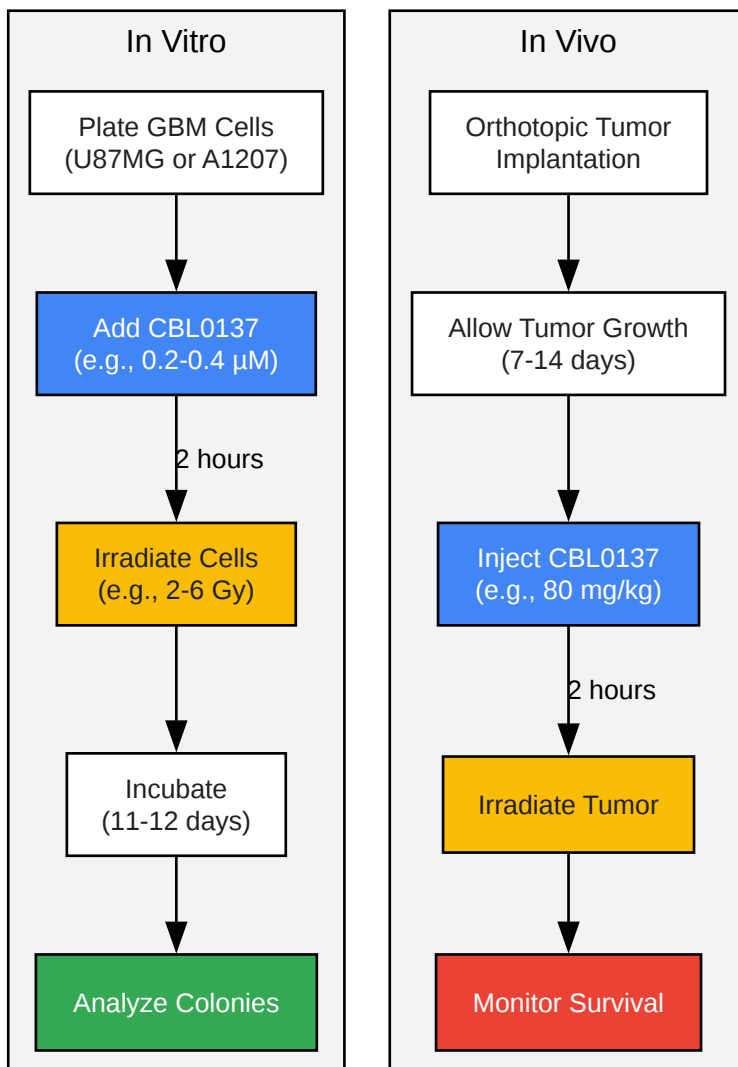 In Vitro
Plate GBM Cells
(U87MG or A1207)
Add CBL0137
(e.g., 0.2-0.4 µM)
2 hours
Irradiate Cells
(e.g., 2-6 Gy)
Incubate
(11-12 days)
Analyze Colonies
In Vivo
Orthotopic Tumor
Implantation
Allow Tumor Growth
(7-14 days)
Inject CBL0137
(e.g., 80 mg/kg)
2 hours
Irradiate Tumor
Monitor Survival